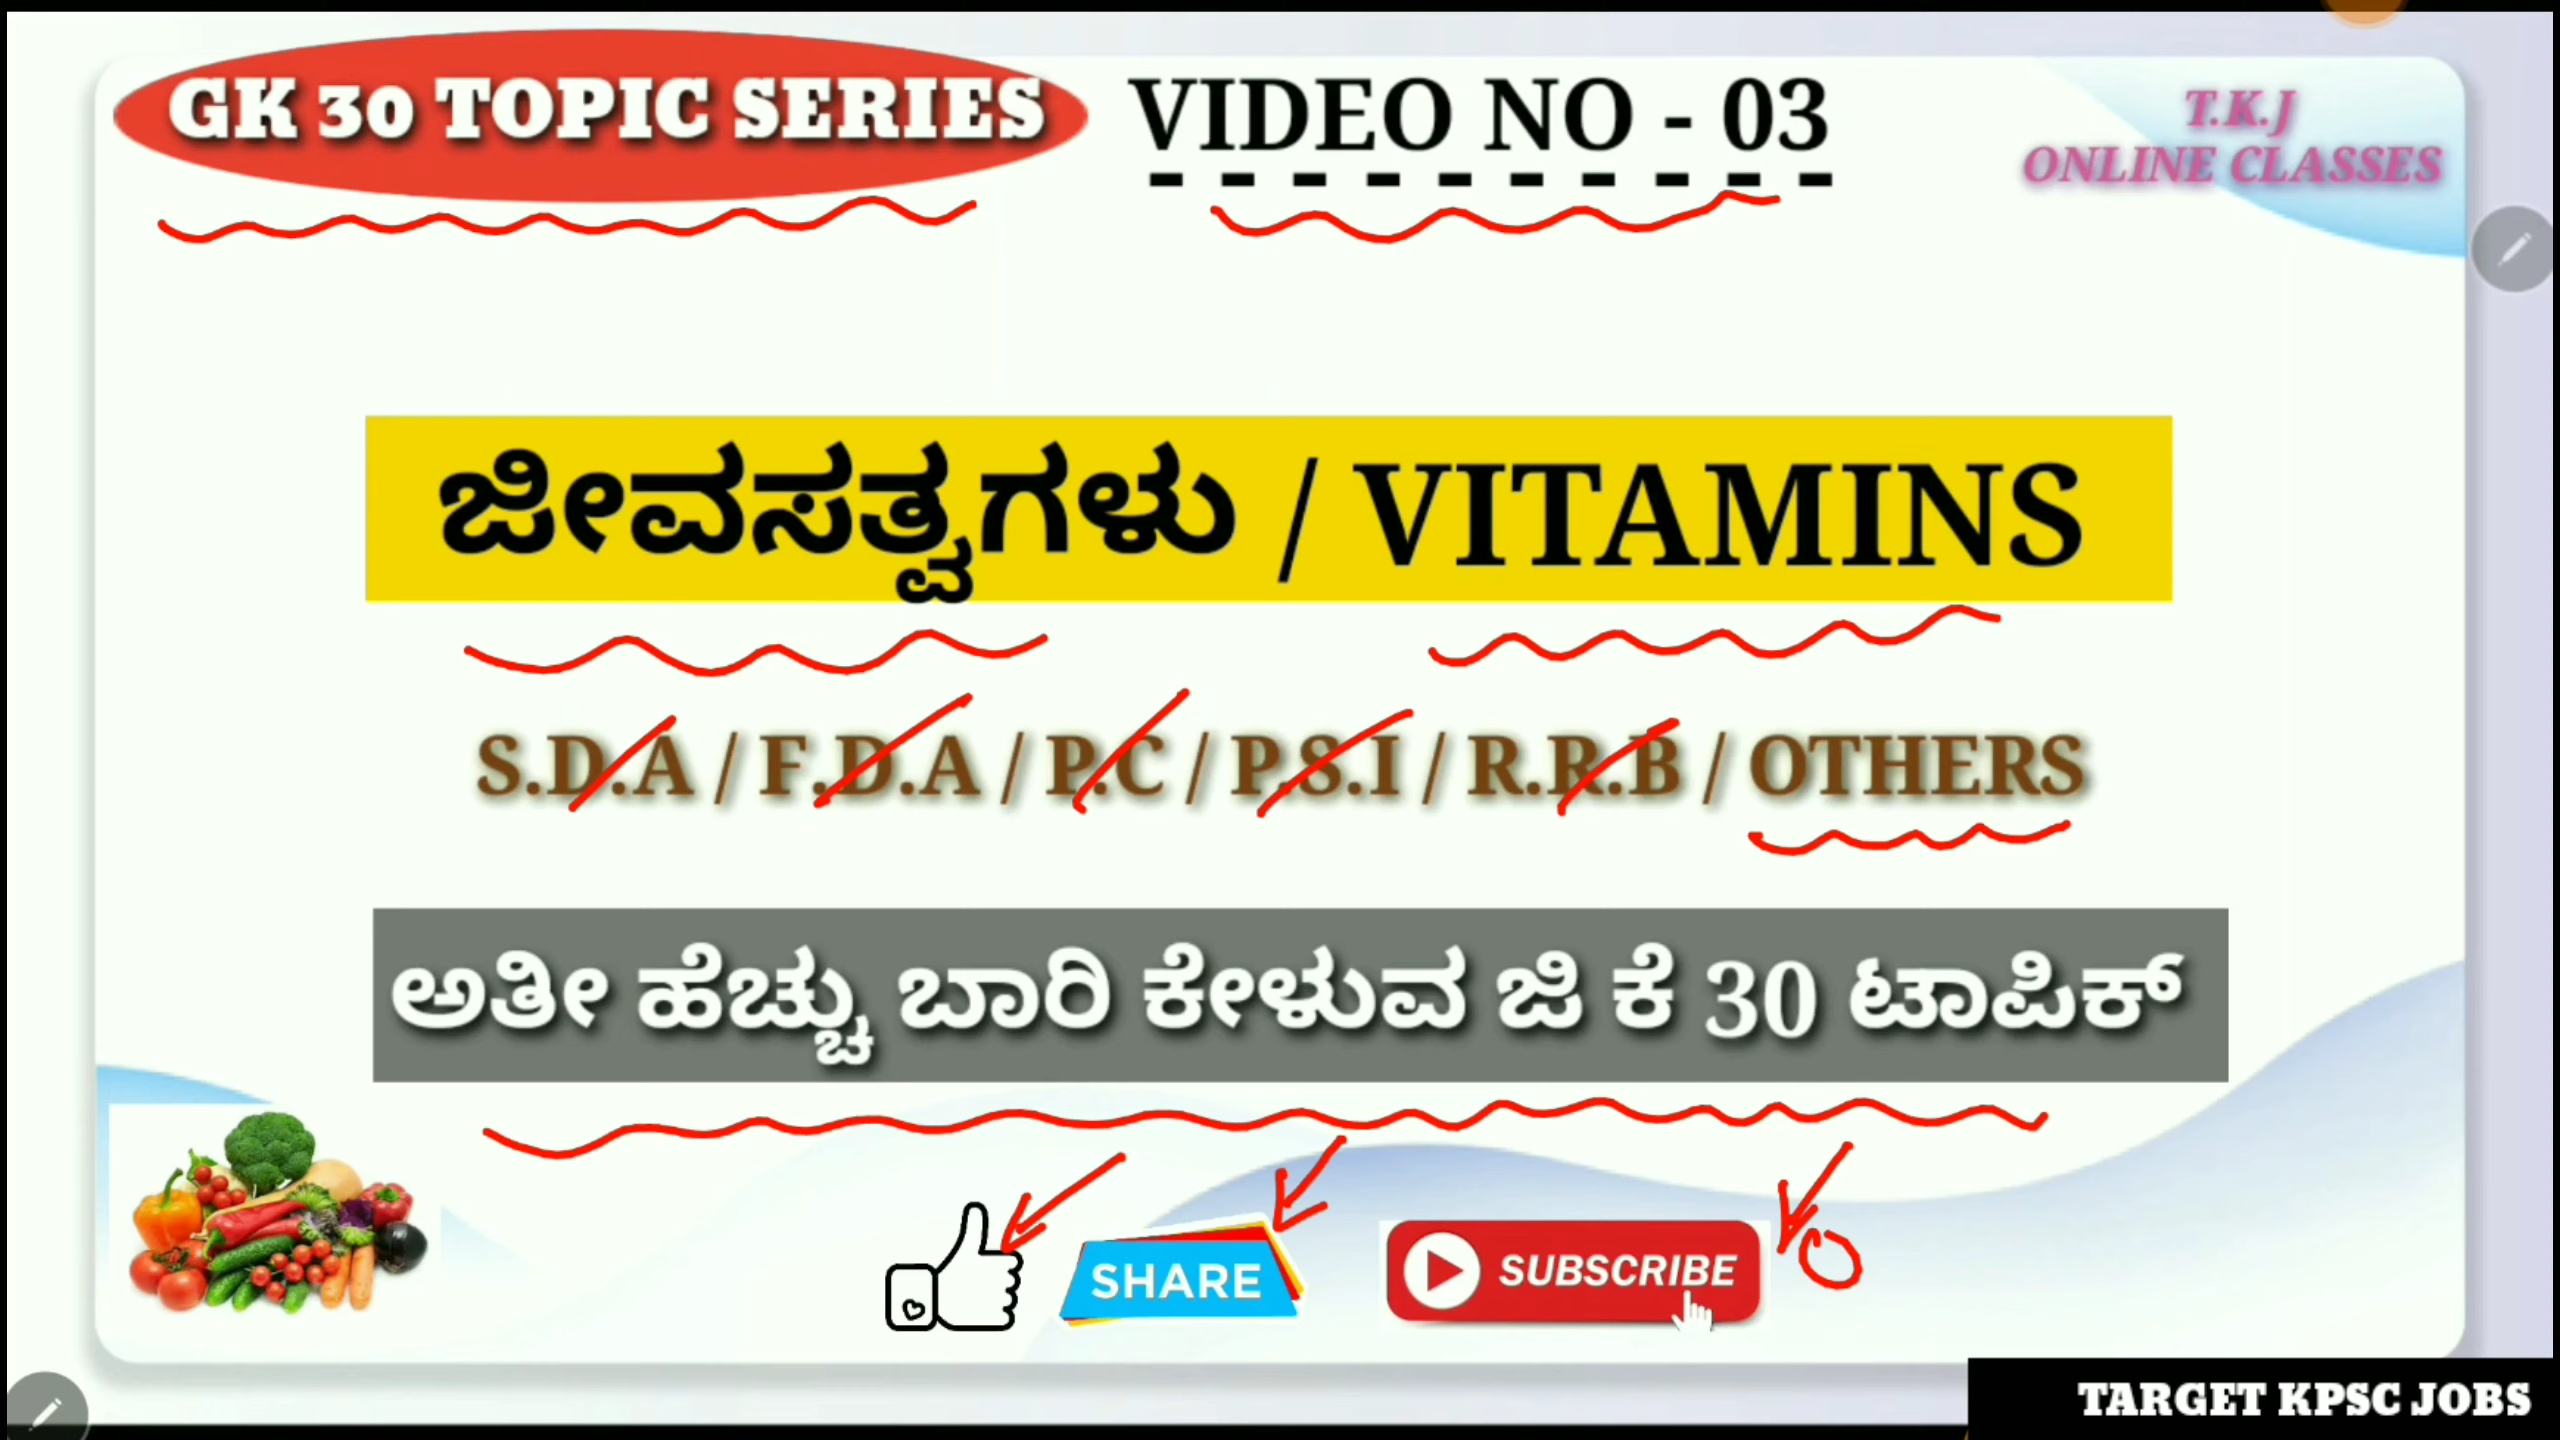 GK 30 TOPIC SERIES
VIDEO NO - 03
T.K.J
ONLINE CLASSES
ಜೀವಸತ್ವಗಳು / VITAMINS
S.D.A / F.D.A / P.C / P.S.I / R.R.B / OTHERS
ಅತೀ ಹೆಚ್ಚು ಬಾರಿ ಕೇಳುವ ಜಿ ಕೆ 30 ಟಾಪಿಕ್
SHARE
SUBSCRIBE
TARGET KPSC JOBS